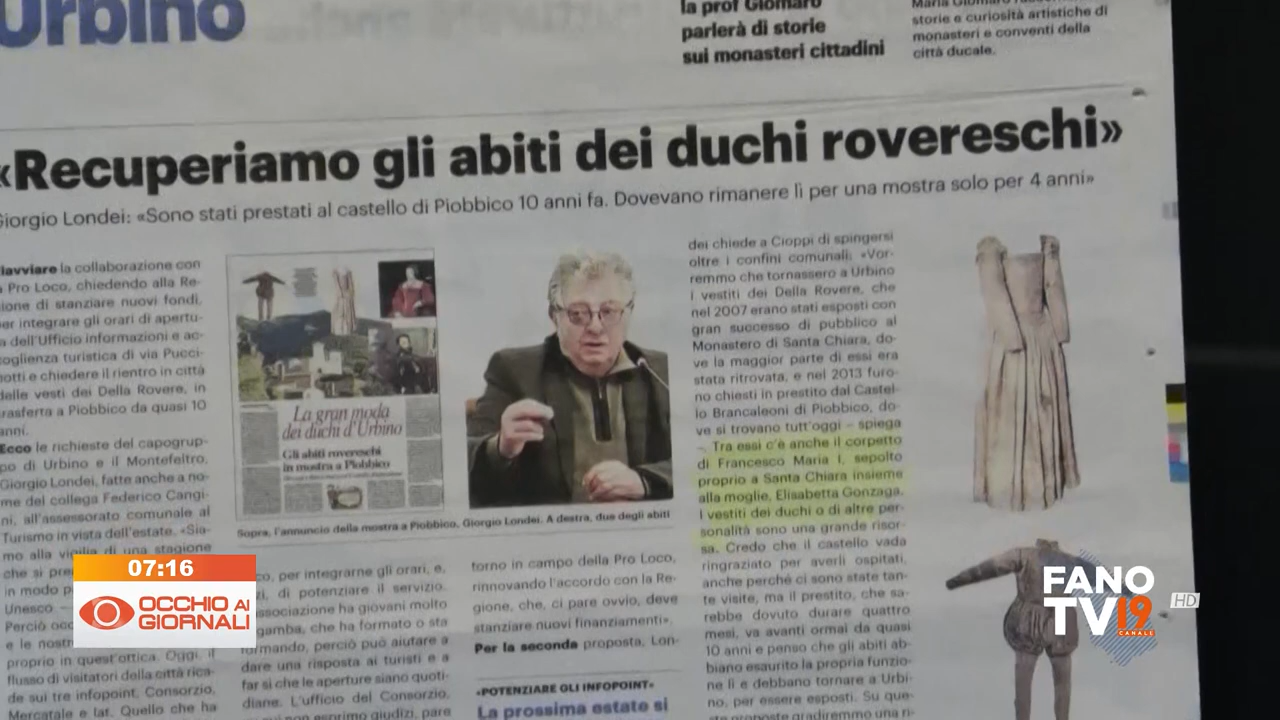 Urbino
la prof Giomaro
parlerà di storie
sui monasteri cittadini
storie e curiosità artistiche di
monasteri e conventi della
città ducale.
«Recuperiamo gli abiti dei duchi rovereschi»
Giorgio Londei: «Sono stati prestati al castello di Piobbico 10 anni fa. Dovevano rimanere lì per una mostra solo per 4 anni»
la collaborazione con
Pro Loco, chiedendo alla Re-
gione di stanziare nuovi fondi,
per integrare gli orari di apertu-
a dell'Ufficio informazioni e ac-
coglienza turistica di via Pucci-
notti e chiedere il rientro in città
delle vesti dei Della Rovere, in
trasferta a Piobbico da quasi 10
anni.
Ecco le richieste del capogrup-
po di Urbino e il Montefeltro,
Giorgio Londei, fatte anche a no-
me del collega Federico Cangi-
ni, all'assessorato comunale al
Turismo in vista dell'estate. «Sia-
mo alla vigilia di una stagione
che si
in modo
Unesco –
Perciò
e le nostr
proprio in quest'ottica. Oggi, il
flusso di visitatori della città rica-
de sui tre infopoint. Consorzio,
Mercatale e Iat. Quello che ha
La gran moda
dei duchi d'Urbino
Gli abiti rovereschi
in mostra a Piobbico
Sopra, l'annuncio della mostra a Piobbico. Giorgio Londei. A destra, due degli abiti
co, per integrarne gli orari, e,
di potenziare il servizio.
associazione ha giovani molto
gamba, che ha formato o sta
formando, perciò può aiutare a
dare una risposta ai turisti e a
far sì che le aperture siano quoti-
diane. L'ufficio del Consorzio,
non esprimo giudizi, pare
torno in campo della Pro Loco,
rinnovando l'accordo con la Re-
gione, che, ci pare ovvio, deve
stanziare nuovi finanziamenti».
Per la seconda proposta, Lon-
«POTENZIARE GLI INFOPOINT»
La prossima estate si
dei chiede a Cioppi di spingersi
oltre i confini comunali: «Vor-
remmo che tornassero a Urbino
i vestiti dei Della Rovere, che
nel 2007 erano stati esposti con
gran successo di pubblico al
Monastero di Santa Chiara, do-
ve la maggior parte di essi era
stata ritrovata, e nel 2013 furo-
no chiesti in prestito dal Castel-
lo Brancaleoni di Piobbico, do-
ve si trovano tutt'oggi – spiega
–. Tra essi c'è anche il corpetto
di Francesco Maria I, sepolto
proprio a Santa Chiara insieme
alla moglie, Elisabetta Gonzaga.
I vestiti dei duchi o di altre per-
sonalità sono una grande risor-
sa. Credo che il castello vada
ringraziato per averli ospitati,
anche perché ci sono state tan-
te visite, ma il prestito, che sa-
rebbe dovuto durare quattro
mesi, va avanti ormai da quasi
10 anni e penso che gli abiti ab-
biano esaurito la propria funzio-
ne lì e debbano tornare a Urbi-
no, per essere esposti. Su que-
ste proposte gradiremmo una ri-
07:16
OCCHIO AI
GIORNALI
FANO
TV 19
CANALE
HD